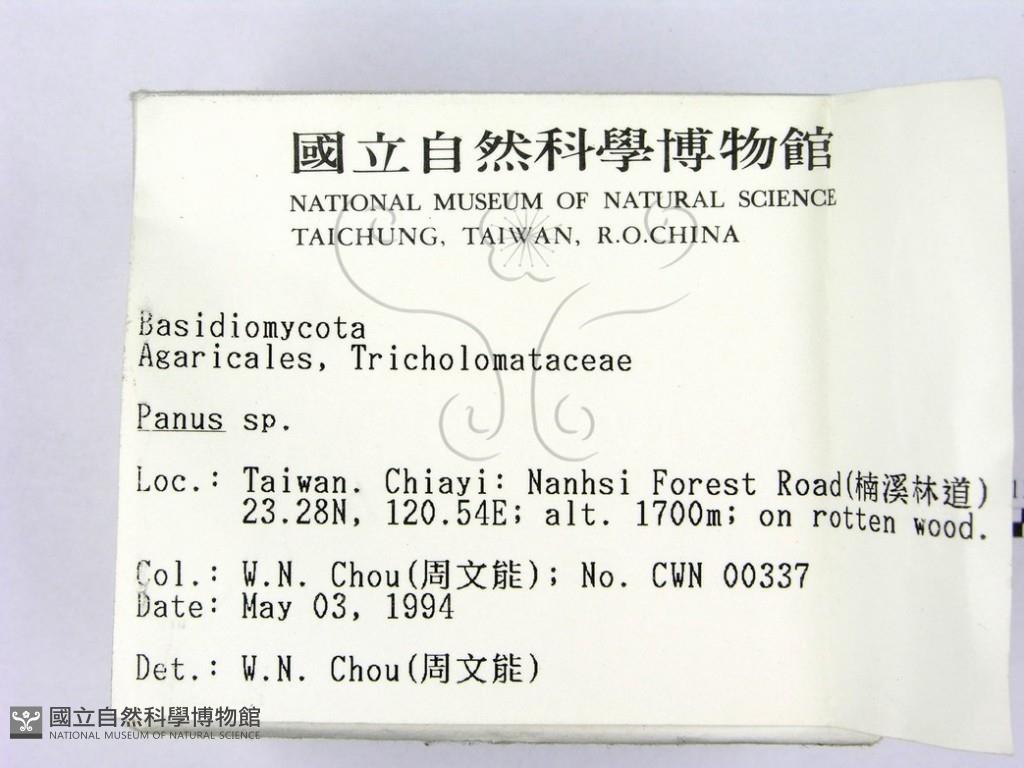 國立自然科學博物館
NATIONAL MUSEUM OF NATURAL SCIENCE
TAICHUNG, TAIWAN, R.O.CHINA
Basidiomycota
Agaricales, Tricholomataceae
Panus sp.
Loc.: Taiwan. Chiayi: Nanhsi Forest Road(楠溪林道)
23.28N, 120.54E; alt. 1700m; on rotten wood.
Col.: W.N. Chou(周文能); No. CWN 00337
Date: May 03, 1994
Det.: W.N. Chou(周文能)
國立自然科學博物館
NATIONAL MUSEUM OF NATURAL SCIENCE